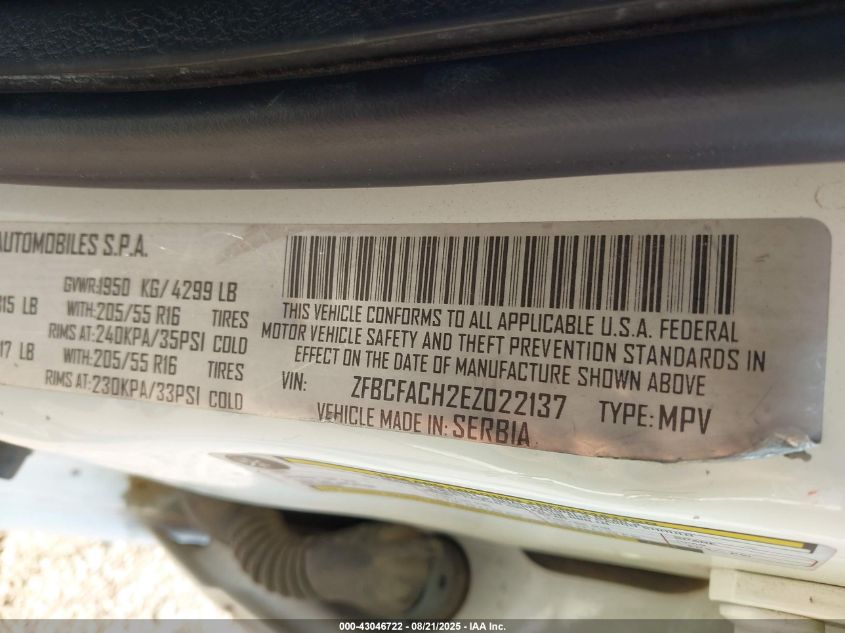 AUTOMOBILES S.P.A.
GVWR:1950 KG/4299 LB
815 LB WITH:205/55 R16 TIRES
RIMS AT:240KPA/35PSI COLD
17 LB WITH:205/55 R16 TIRES
RIMS AT:230KPA/33PSI COLD
THIS VEHICLE CONFORMS TO ALL APPLICABLE U.S.A. FEDERAL
MOTOR VEHICLE SAFETY AND THEFT PREVENTION STANDARDS IN
EFFECT ON THE DATE OF MANUFACTURE SHOWN ABOVE
VIN: ZFBCFACH2EZ022137 TYPE: MPV
VEHICLE MADE IN: SERBIA
000-43046722 - 08/21/2025 - IAA Inc.